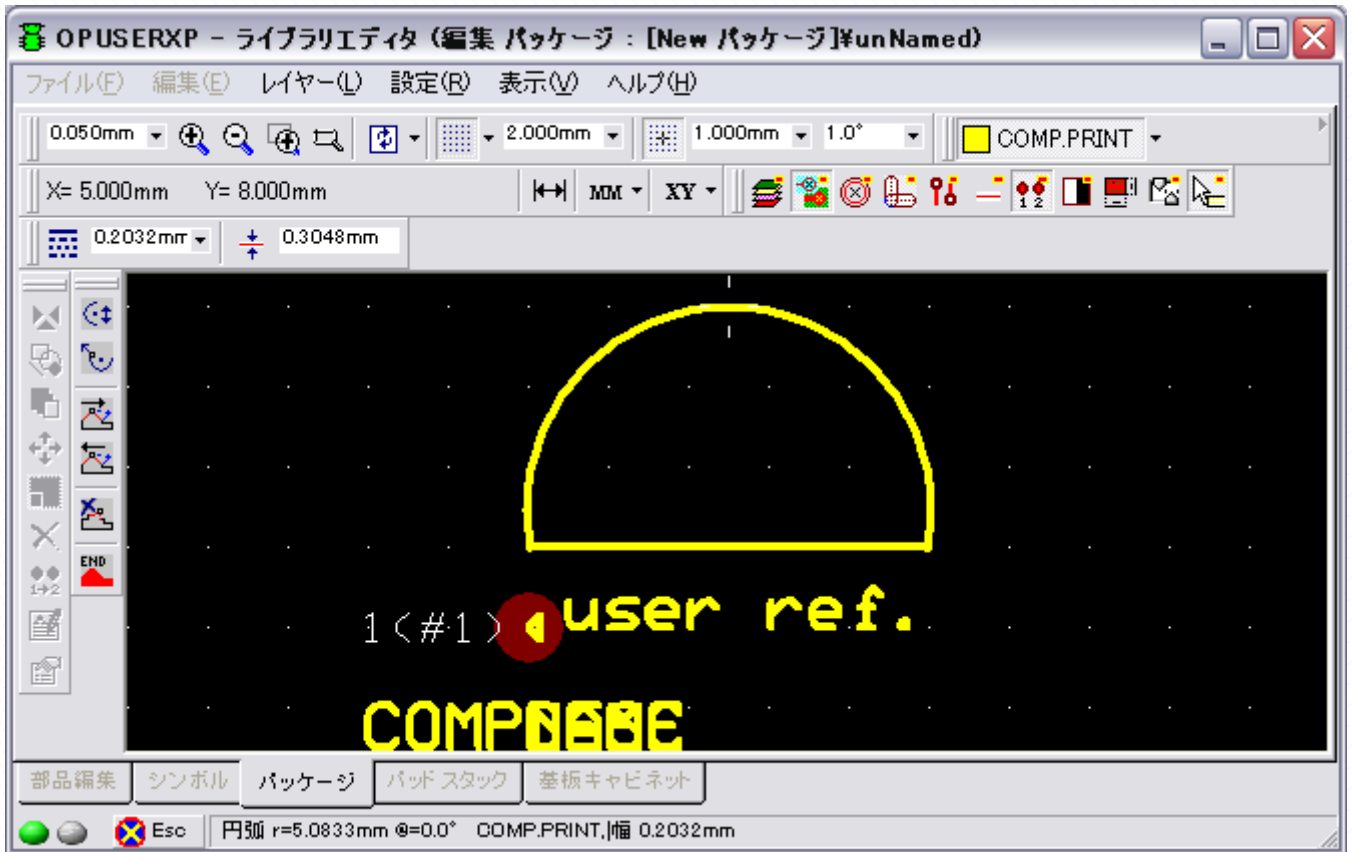 OPUSERXP - ライブラリエディタ (編集 パッケージ : [New パッケージ]¥unNamed)
ファイル(F) 編集(E) レイヤー(L) 設定(R) 表示(V) ヘルプ(H)
0.050mm 2.000mm 1.000mm 1.0° COMP.PRINT
X= 5.000mm Y= 8.000mm MM XY
0.2032mm 0.3048mm
END
1(#1) user ref.
部品編集 シンボル パッケージ パッド スタック 基板キャビネット
Esc 円弧 r=5.0833mm @=0.0° COMP.PRINT,|幅 0.2032mm